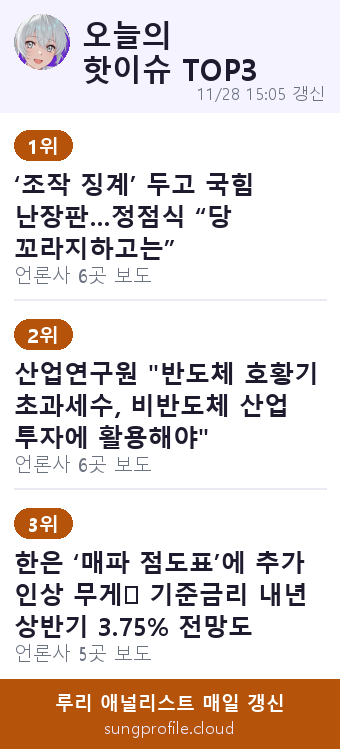 오늘의
핫이슈 TOP3
11/28 15:05 갱신
1위
‘조작 징계’ 두고 국힘
난장판…정점식 “당
꼬라지하고는”
언론사 6곳 보도
2위
산업연구원 "반도체 호황기
초과세수, 비반도체 산업
투자에 활용해야"
언론사 6곳 보도
3위
한은 ‘매파 점도표’에 추가
인상 무게□ 기준금리 내년
상반기 3.75% 전망도
언론사 5곳 보도
루리 애널리스트 매일 갱신
sungprofile.cloud